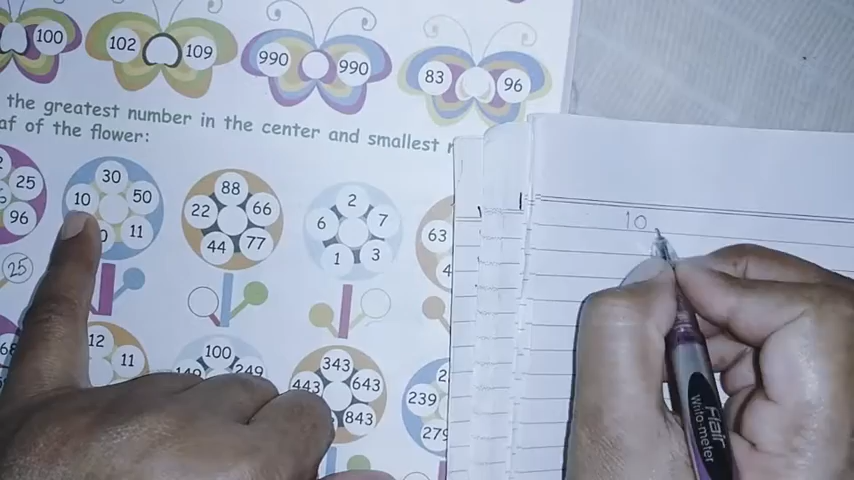 100 102 109 990 990 83 96
the greatest number in the center and smallest
af of the flower:
25 96
30 10 50 11
88 22 66 44 77
2 6 7 1 3
63
25
10
12 11
100 249
343 443 643 843
239 279
Flair
Writo-meter